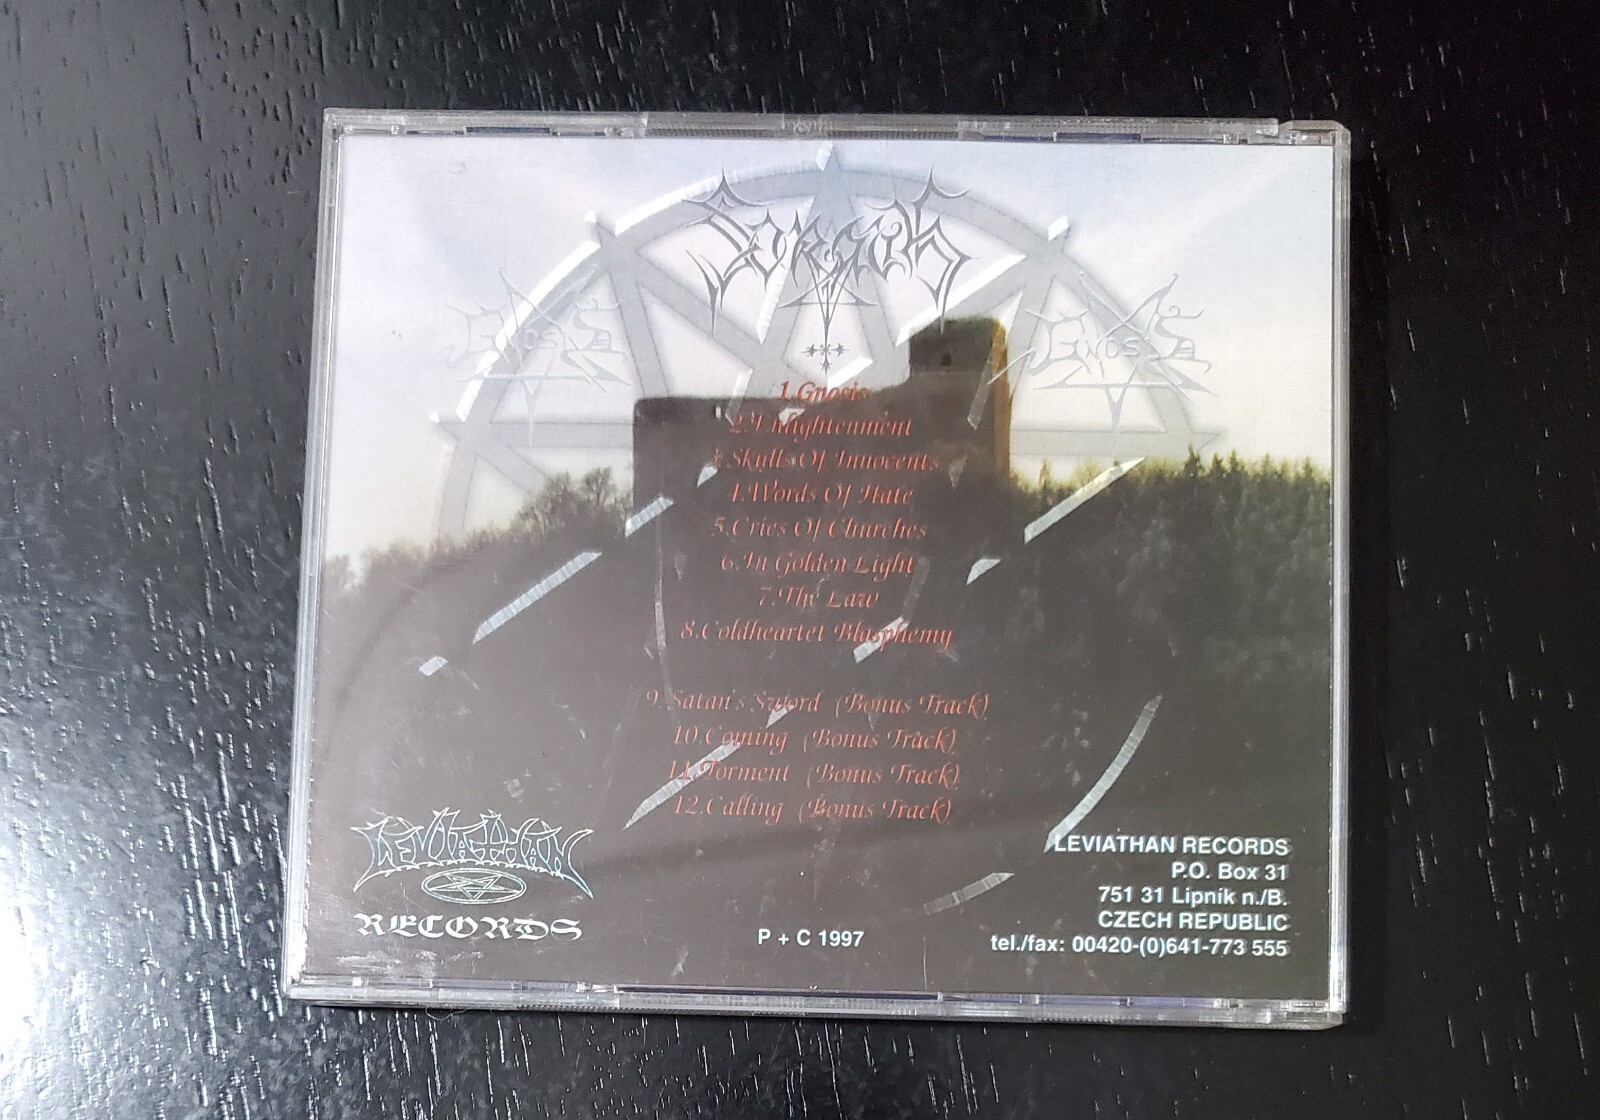 Gnosis
Gnosis
1.Gnosis
2.Enlightenment
3.Skulls Of Innocents
4.Words Of Hate
5.Cries Of Churches
6.In Golden Light
7.The Law
8.Coldheartet Blasphemy
9.Satan's Sword (Bonus Track)
10.Coming (Bonus Track)
11.Torment (Bonus Track)
12.Calling (Bonus Track)
LEVIATHAN
RECORDS
P + C 1997
LEVIATHAN RECORDS
P.O. Box 31
751 31 Lipník n./B.
CZECH REPUBLIC
tel./fax: 00420-(0)641-773 555